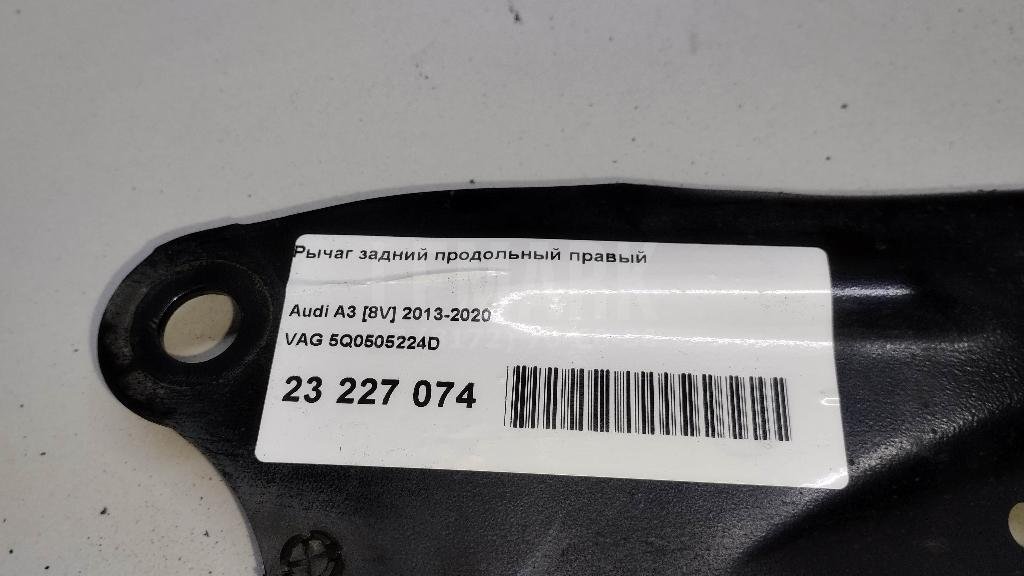 Рычаг задний продольный правый
Audi A3 [8V] 2013-2020
VAG 5Q0505224D
23 227 074